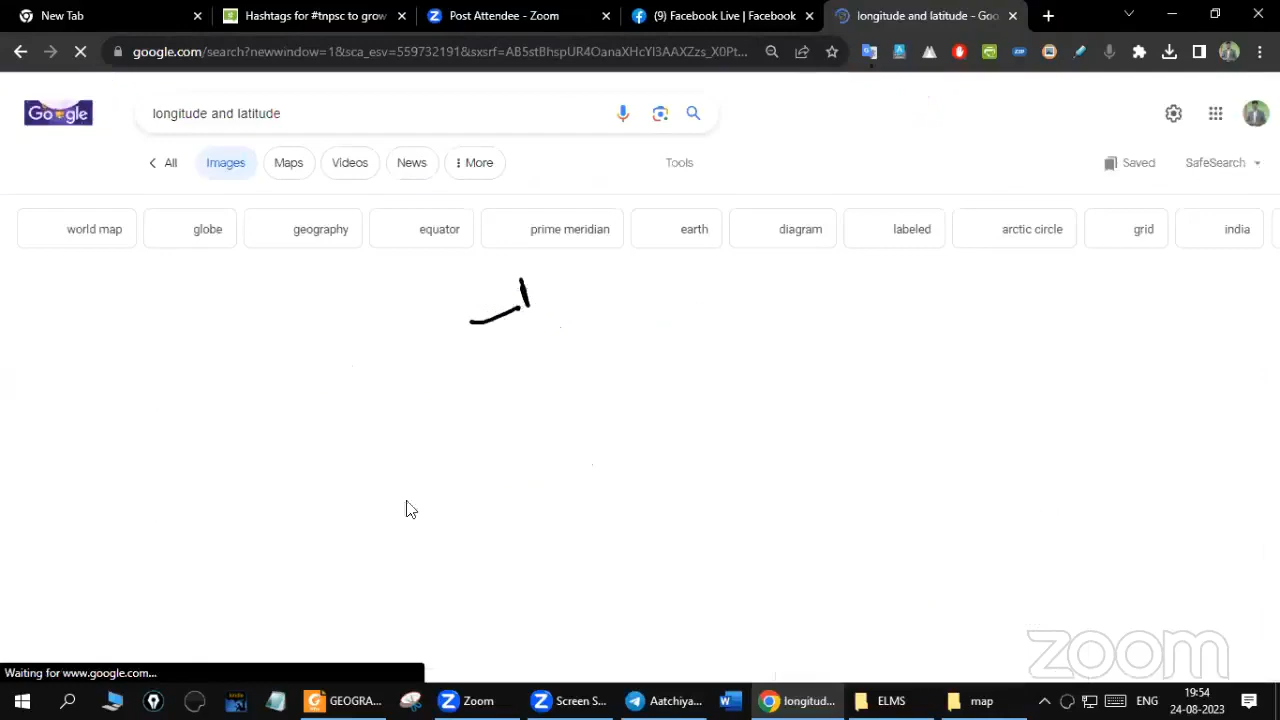 New Tab
Hashtags for #tnpsc to grow
Post Attendee - Zoom
(9) Facebook Live | Facebook
longitude and latitude - Goo
google.com/search?newwindow=1&sca_esv=559732191&sxsrf=AB5tBhspUR4OanaXHcYl3AAXZzs_X0Pt...
Google
longitude and latitude
All
Images
Maps
Videos
News
More
Tools
Saved
SafeSearch
world map
globe
geography
equator
prime meridian
earth
diagram
labeled
arctic circle
grid
india
zoom
Waiting for www.google.com...
GEOGRA...
Zoom
Screen S...
Aatchiya...
longitud...
ELMS
map
ENG
19:54
24-08-2023